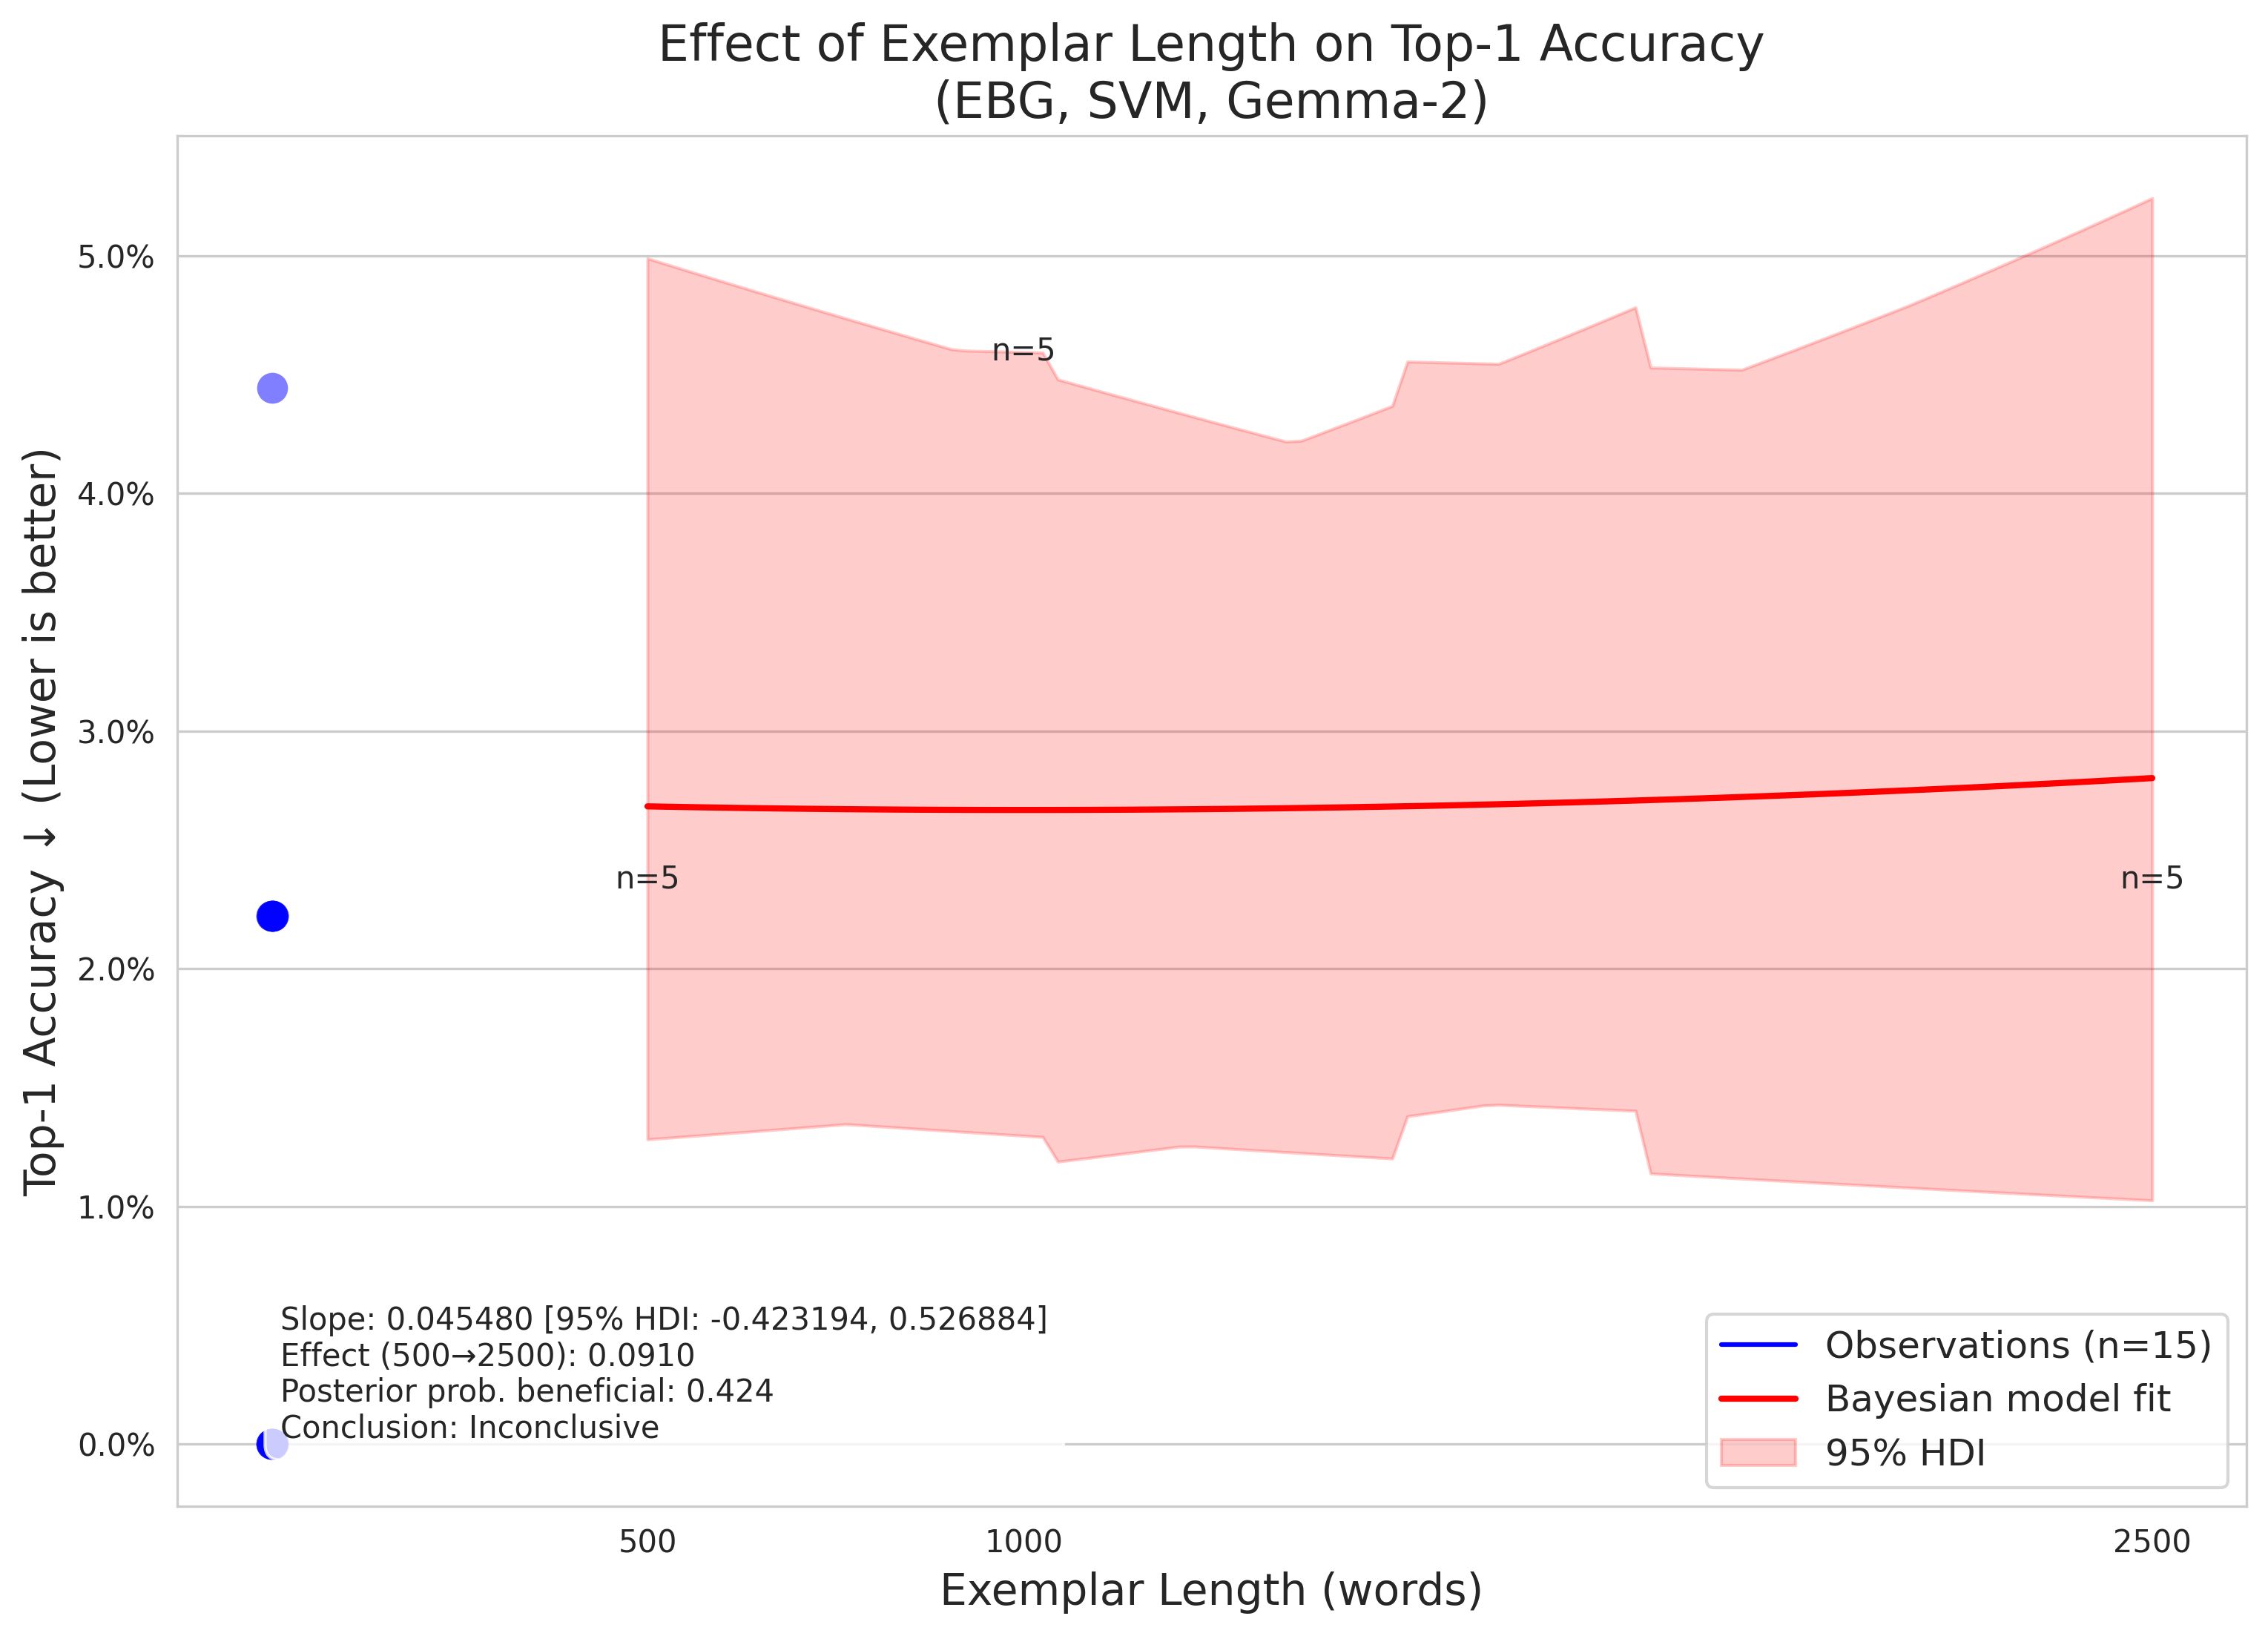 Effect of Exemplar Length on Top-1 Accuracy
(EBG, SVM, Gemma-2)
Top-1 Accuracy ↓ (Lower is better)
5.0%
4.0%
3.0%
2.0%
1.0%
0.0%
n=5
n=5
n=5
Slope: 0.045480 [95% HDI: -0.423194, 0.526884]
Effect (500→2500): 0.0910
Posterior prob. beneficial: 0.424
Conclusion: Inconclusive
Observations (n=15)
Bayesian model fit
95% HDI
500
1000
2500
Exemplar Length (words)